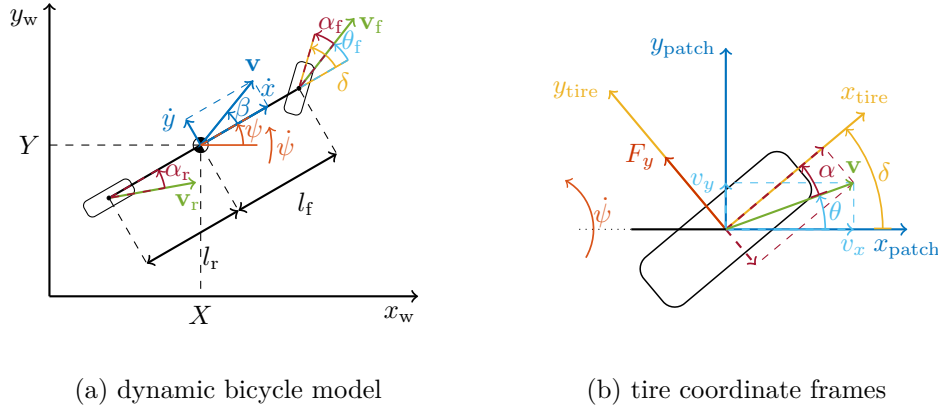 y_w
α_f
v_f
θ_f
v
δ
ẋ
β
ẏ
ψ
ψ̇
Y
α_r
v_r
l_f
l_r
X
x_w
(a) dynamic bicycle model
y_patch
y_tire
x_tire
F_y
v_y
α
v
δ
θ
ψ̇
v_x
x_patch
(b) tire coordinate frames